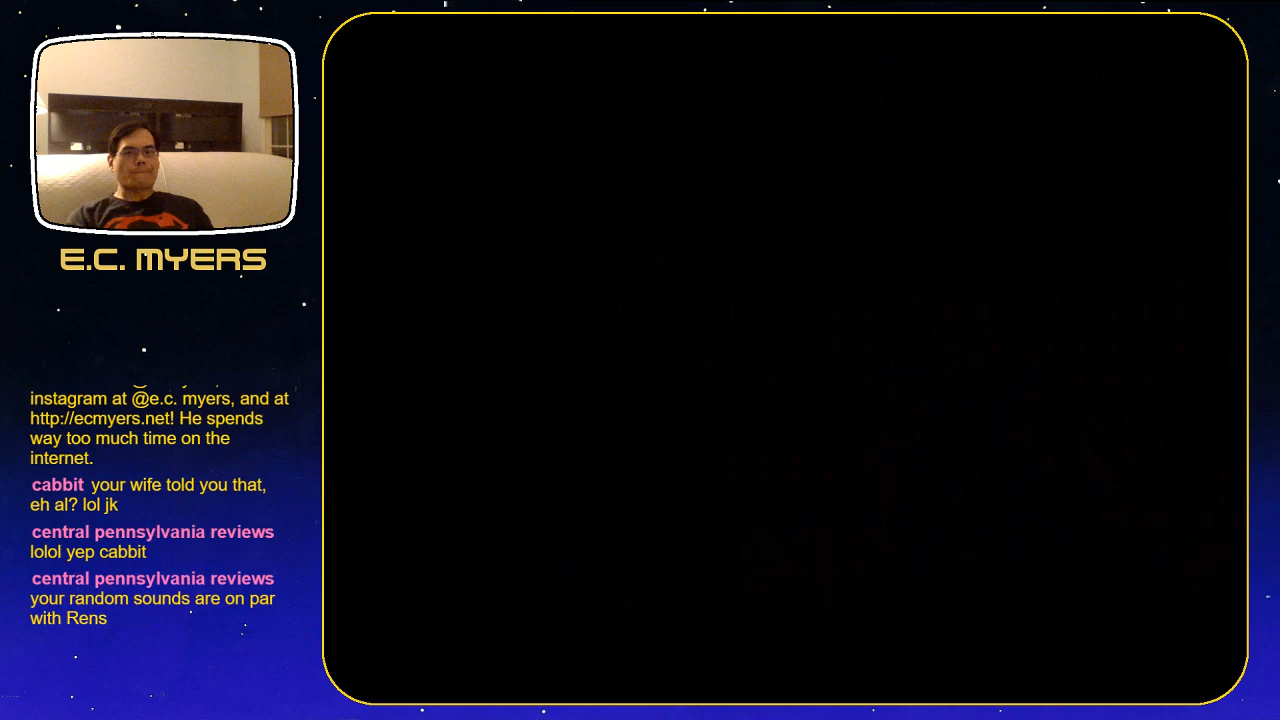 E.C. MYERS
instagram at @e.c. myers, and at
http://ecmyers.net! He spends
way too much time on the
internet.
cabbit your wife told you that,
eh al? lol jk
central pennsylvania reviews
lolol yep cabbit
central pennsylvania reviews
your random sounds are on par
with Rens